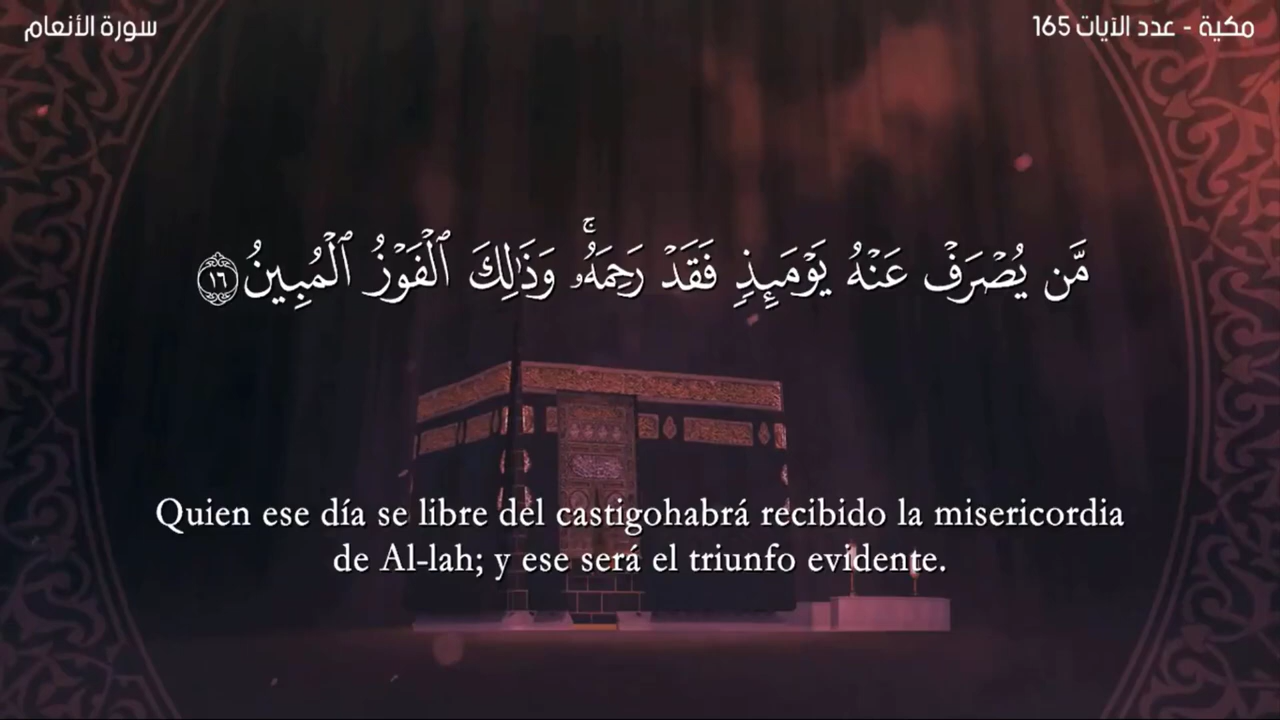 سورة الأنعام
مكية - عدد الآيات 165
مَّن يُصْرَفْ عَنْهُ يَوْمَئِذٍ فَقَدْ رَحِمَهُۥ ۚ وَذَٰلِكَ ٱلْفَوْزُ ٱلْمُبِينُ ١٦
Quien ese día se libre del castigohabrá recibido la misericordia
de Al-lah; y ese será el triunfo evidente.